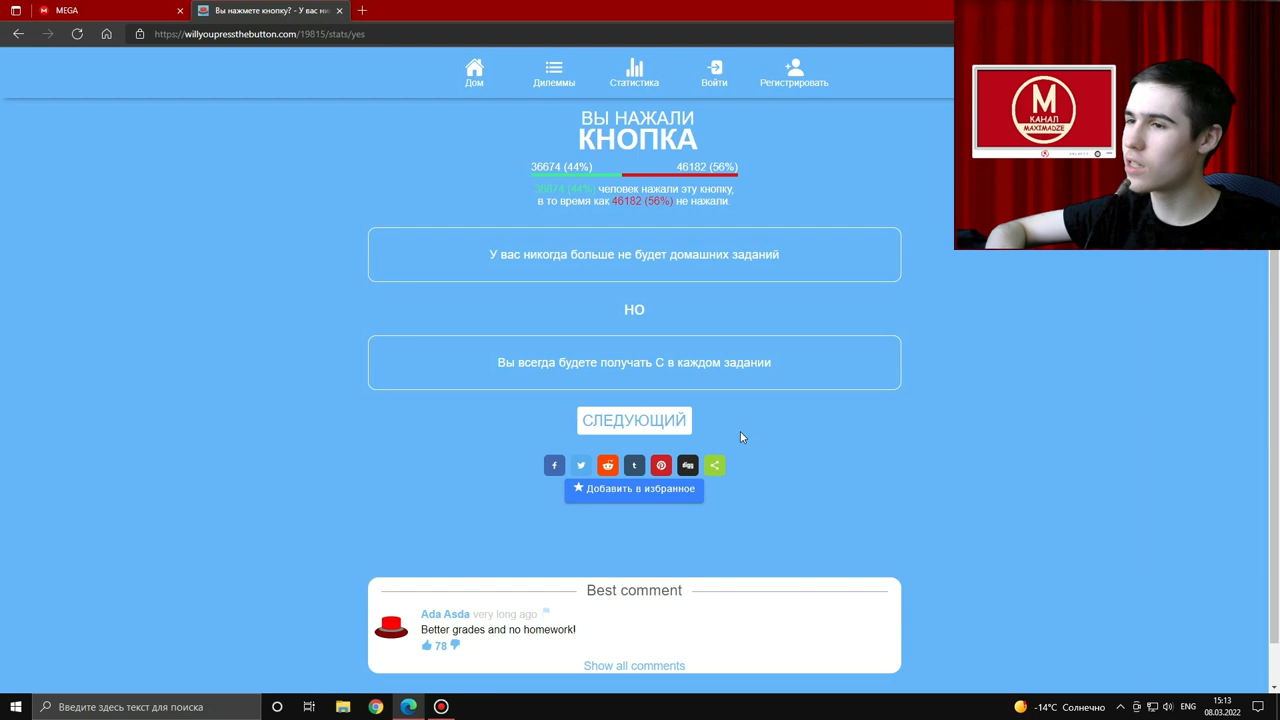 MEGA
Вы нажмете кнопку? - У вас ни
https://willyoupressthebutton.com/19815/stats/yes
Дом
Дилеммы
Статистика
Войти
Регистрировать
ВЫ НАЖАЛИ
КНОПКА
36674 (44%)
46182 (56%)
36674 (44%) человек нажали эту кнопку,
в то время как 46182 (56%) не нажали.
У вас никогда больше не будет домашних заданий
НО
Вы всегда будете получать C в каждом задании
СЛЕДУЮЩИЙ
Добавить в избранное
Best comment
Ada Asda very long ago
Better grades and no homework!
78
Show all comments
М
КАНАЛ
MAXIMADZE
Введите здесь текст для поиска
-14°C Солнечно
ENG
15:13
08.03.2022